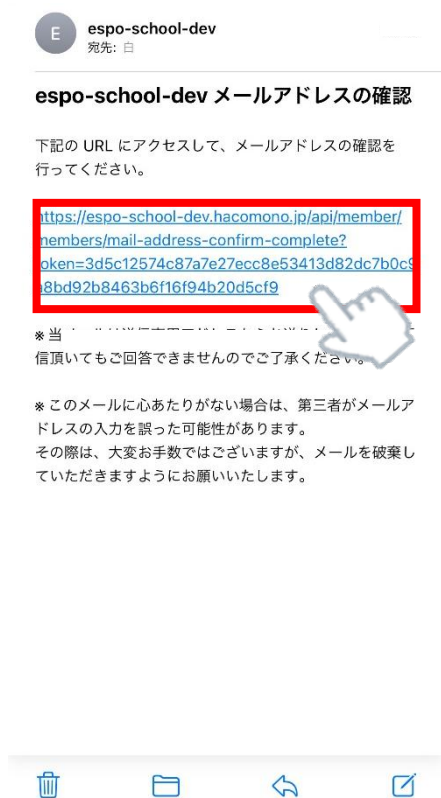 E
espo-school-dev
宛先: 白
espo-school-dev メールアドレスの確認
下記の URL にアクセスして、メールアドレスの確認を
行ってください。
ttps://espo-school-dev.hacomono.jp/api/member/
members/mail-address-confirm-complete?
oken=3d5c12574c87a7e27ecc8e53413d82dc7b0c9
8bd92b8463b6f16f94b20d5cf9
※ 当
信頂いてもご回答できませんのでご了承ください。
※ このメールに心あたりがない場合は、第三者がメールア
ドレスの入力を誤った可能性があります。
その際は、大変お手数ではございますが、メールを破棄し
ていただきますようにお願いいたします。